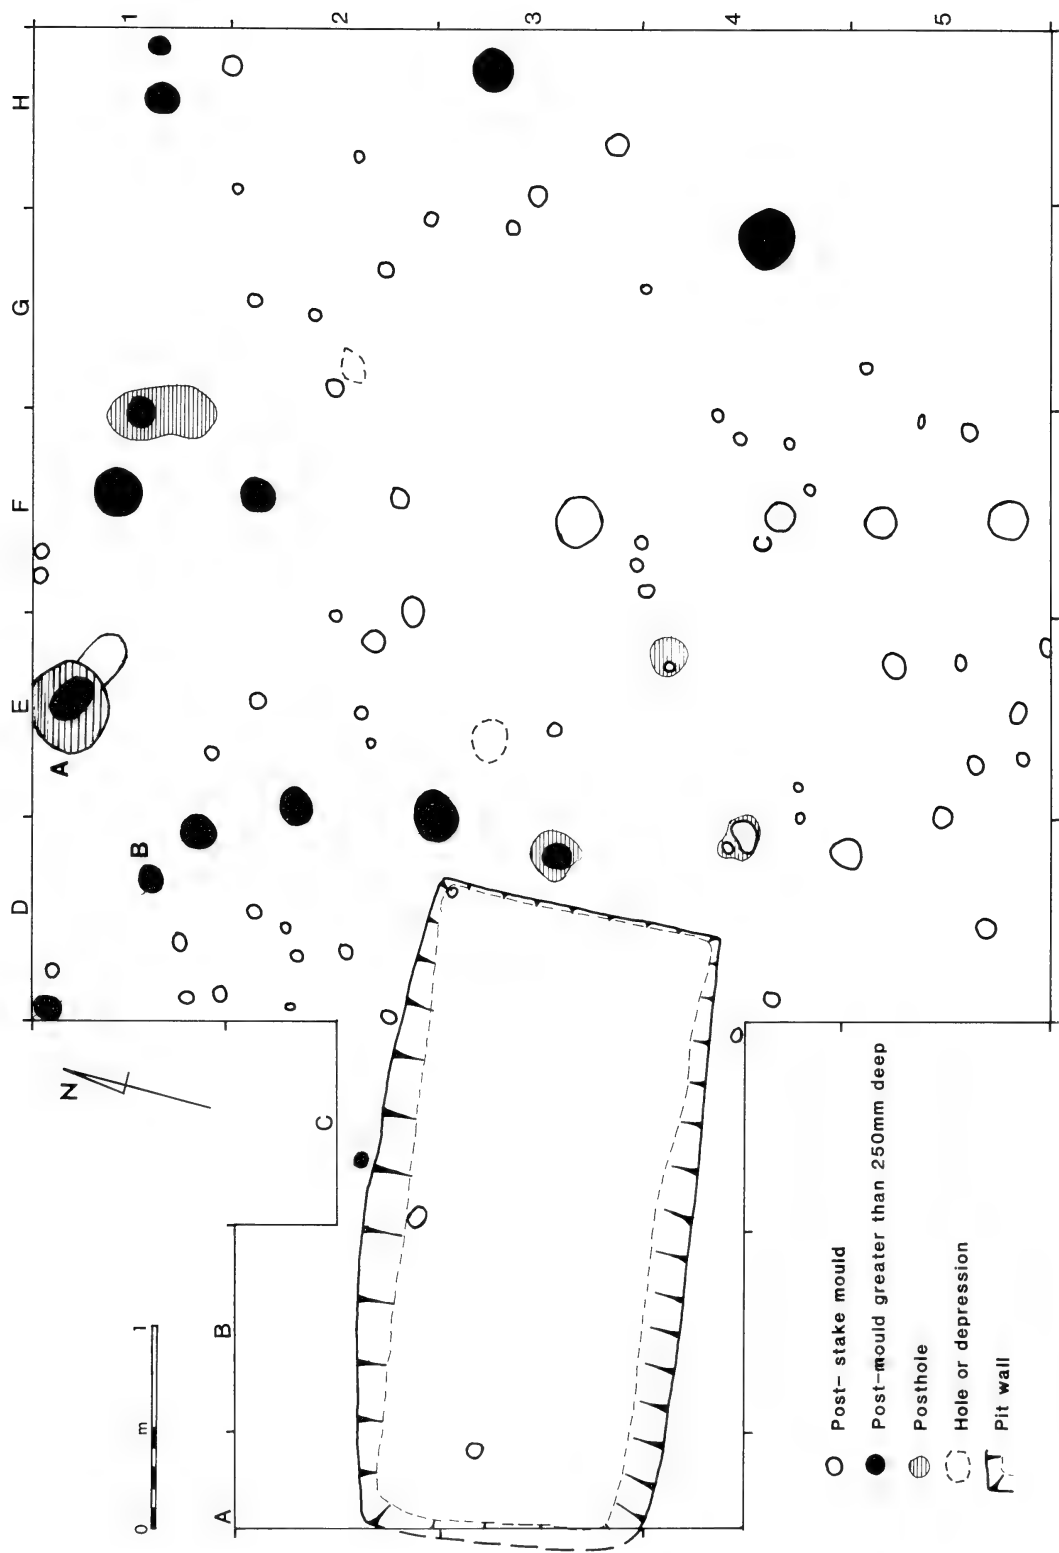 A B C D E F G H
1
2
3
4
5
A
B
C
N
0 m 1
Post- stake mould
Post-mould greater than 250mm deep
Posthole
Hole or depression
Pit wall